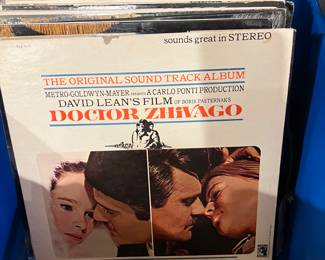 sounds great in STEREO
THE ORIGINAL SOUND TRACK ALBUM
METRO-GOLDWYN-MAYER PRESENTS A CARLO PONTI PRODUCTION
DAVID LEAN'S FILM OF BORIS PASTERNAK'S
DOCTOR ZHIVAGO